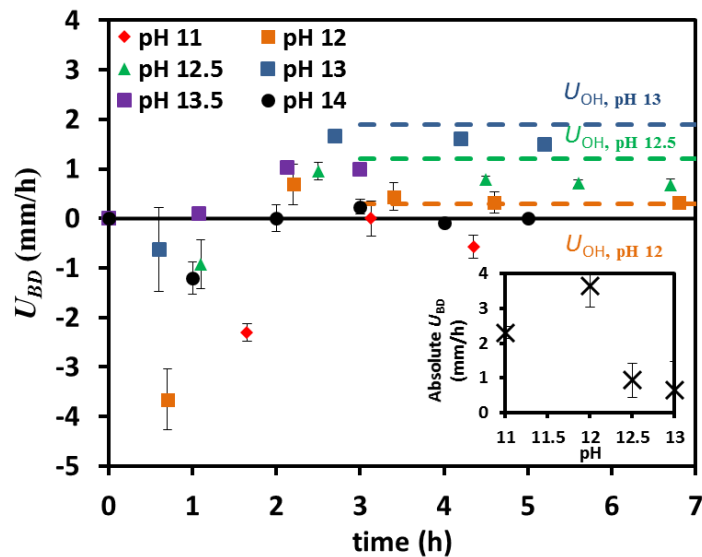 4
pH 11 pH 12
3
pH 12.5 pH 13
U_OH, pH 13
pH 13.5 pH 14
2
U_OH, pH 12.5
1
0
U_OH, pH 12
-1
-2
-3
-4
-5
U_BD (mm/h)
4
3
2
1
0
Absolute U_BD
(mm/h)
11 11.5 12 12.5 13
pH
0 1 2 3 4 5 6 7
time (h)